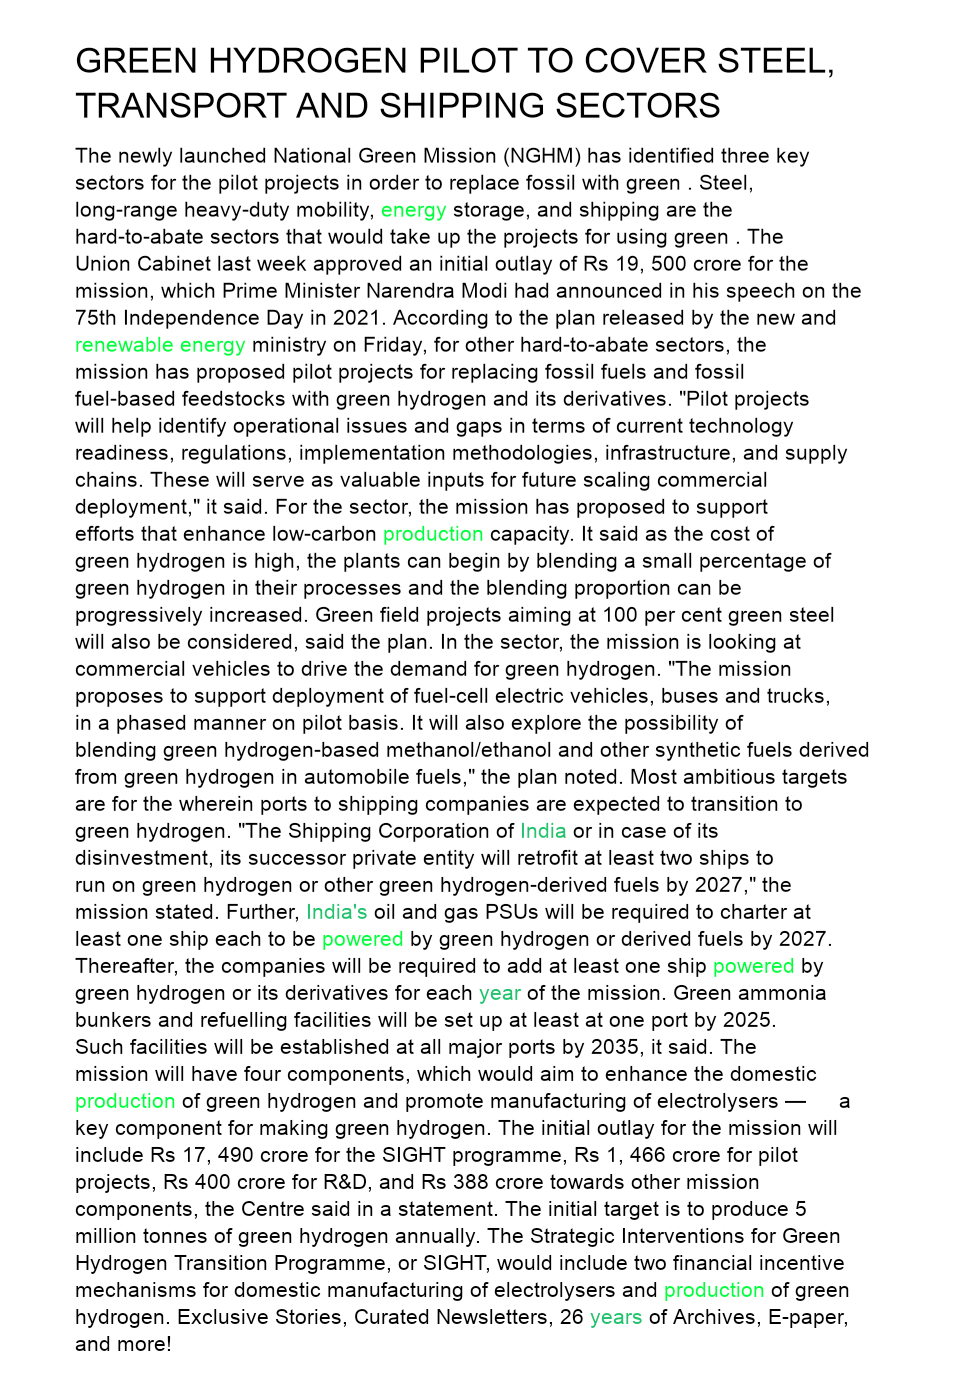 GREEN HYDROGEN PILOT TO COVER STEEL,
TRANSPORT AND SHIPPING SECTORS
The newly launched National Green Mission (NGHM) has identified three key
sectors for the pilot projects in order to replace fossil with green . Steel,
long-range heavy-duty mobility, energy storage, and shipping are the
hard-to-abate sectors that would take up the projects for using green . The
Union Cabinet last week approved an initial outlay of Rs 19, 500 crore for the
mission, which Prime Minister Narendra Modi had announced in his speech on the
75th Independence Day in 2021. According to the plan released by the new and
renewable energy ministry on Friday, for other hard-to-abate sectors, the
mission has proposed pilot projects for replacing fossil fuels and fossil
fuel-based feedstocks with green hydrogen and its derivatives. "Pilot projects
will help identify operational issues and gaps in terms of current technology
readiness, regulations, implementation methodologies, infrastructure, and supply
chains. These will serve as valuable inputs for future scaling commercial
deployment," it said. For the sector, the mission has proposed to support
efforts that enhance low-carbon production capacity. It said as the cost of
green hydrogen is high, the plants can begin by blending a small percentage of
green hydrogen in their processes and the blending proportion can be
progressively increased. Green field projects aiming at 100 per cent green steel
will also be considered, said the plan. In the sector, the mission is looking at
commercial vehicles to drive the demand for green hydrogen. "The mission
proposes to support deployment of fuel-cell electric vehicles, buses and trucks,
in a phased manner on pilot basis. It will also explore the possibility of
blending green hydrogen-based methanol/ethanol and other synthetic fuels derived
from green hydrogen in automobile fuels," the plan noted. Most ambitious targets
are for the wherein ports to shipping companies are expected to transition to
green hydrogen. "The Shipping Corporation of India or in case of its
disinvestment, its successor private entity will retrofit at least two ships to
run on green hydrogen or other green hydrogen-derived fuels by 2027," the
mission stated. Further, India's oil and gas PSUs will be required to charter at
least one ship each to be powered by green hydrogen or derived fuels by 2027.
Thereafter, the companies will be required to add at least one ship powered by
green hydrogen or its derivatives for each year of the mission. Green ammonia
bunkers and refuelling facilities will be set up at least at one port by 2025.
Such facilities will be established at all major ports by 2035, it said. The
mission will have four components, which would aim to enhance the domestic
production of green hydrogen and promote manufacturing of electrolysers — a
key component for making green hydrogen. The initial outlay for the mission will
include Rs 17, 490 crore for the SIGHT programme, Rs 1, 466 crore for pilot
projects, Rs 400 crore for R&D, and Rs 388 crore towards other mission
components, the Centre said in a statement. The initial target is to produce 5
million tonnes of green hydrogen annually. The Strategic Interventions for Green
Hydrogen Transition Programme, or SIGHT, would include two financial incentive
mechanisms for domestic manufacturing of electrolysers and production of green
hydrogen. Exclusive Stories, Curated Newsletters, 26 years of Archives, E-paper,
and more!